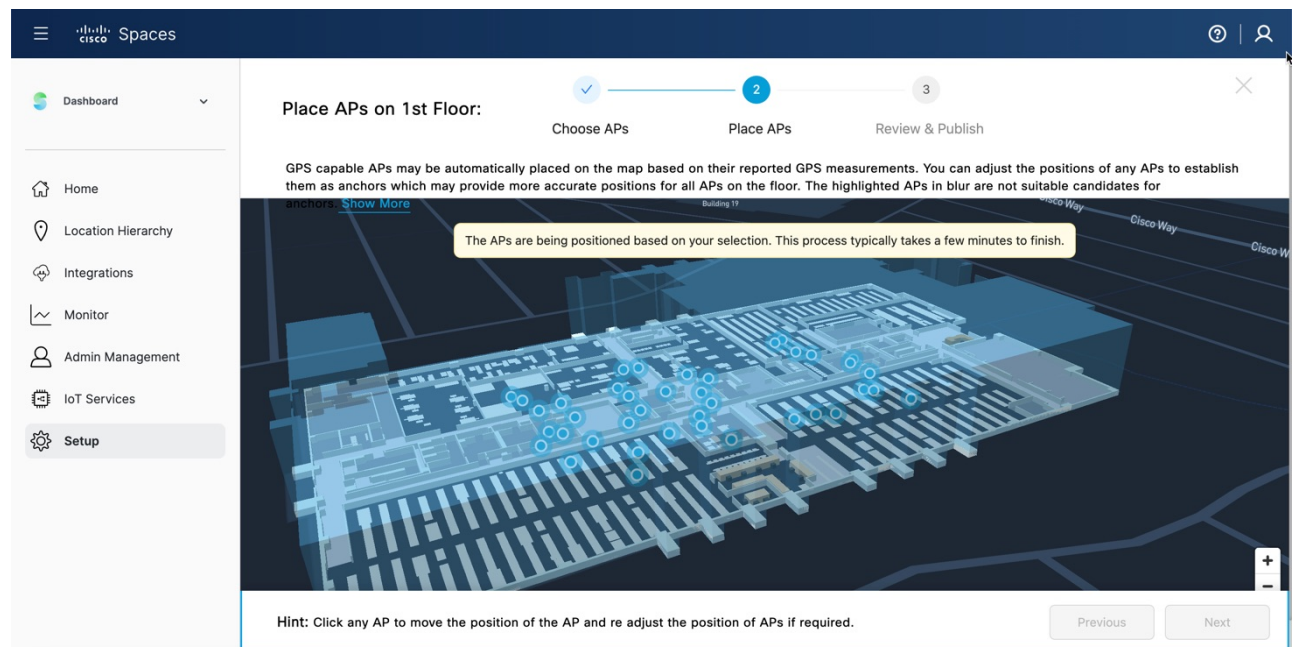 cisco Spaces
Dashboard
Home
Location Hierarchy
Integrations
Monitor
Admin Management
IoT Services
Setup
Place APs on 1st Floor:
2
3
Choose APs
Place APs
Review & Publish
GPS capable APs may be automatically placed on the map based on their reported GPS measurements. You can adjust the positions of any APs to establish
them as anchors which may provide more accurate positions for all APs on the floor. The highlighted APs in blur are not suitable candidates for
anchors. Show More
Building 19
Cisco Way
Cisco Way
Cisco W
The APs are being positioned based on your selection. This process typically takes a few minutes to finish.
Hint: Click any AP to move the position of the AP and re adjust the position of APs if required.
Previous
Next